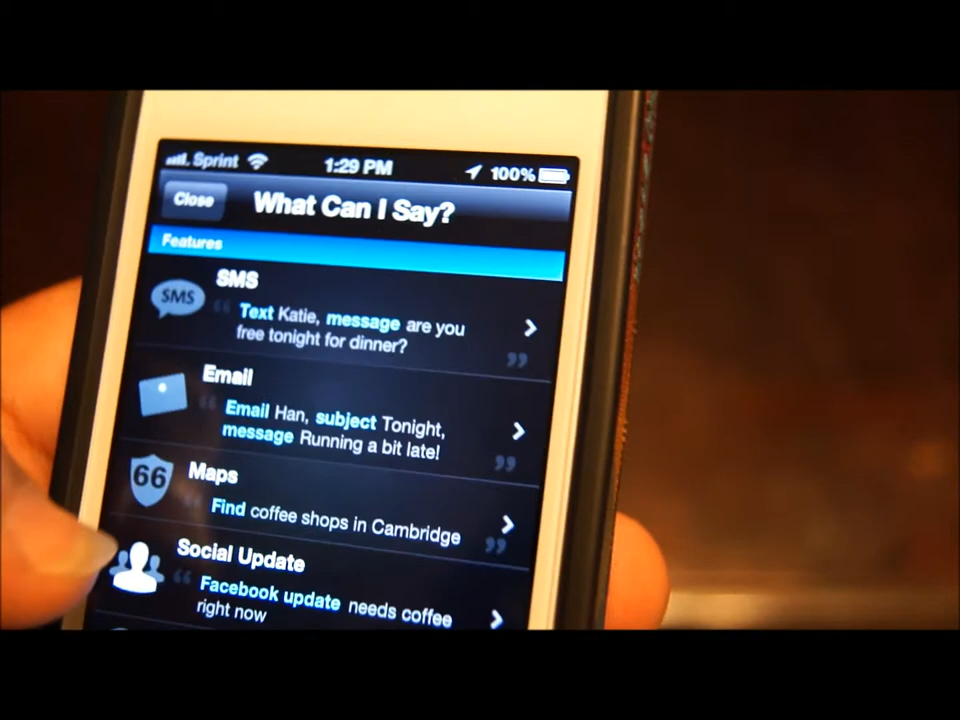 Sprint 1:29 PM 100%
Close What Can I Say?
Features
SMS
SMS
Text Katie, message are you
free tonight for dinner?
Email
Email Han, subject Tonight,
message Running a bit late!
66
Maps
Find coffee shops in Cambridge
Social Update
Facebook update needs coffee
right now